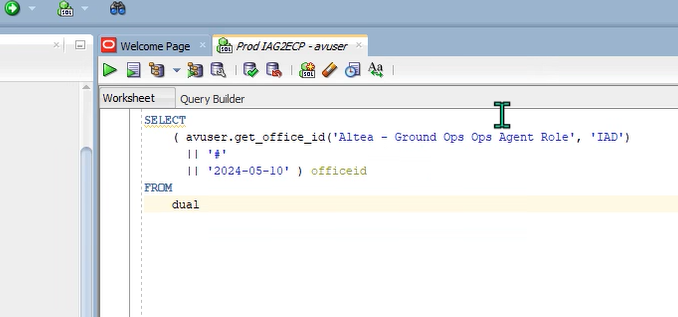 Welcome Page
Prod IAG2ECP - avuser
Worksheet
Query Builder
SELECT
( avuser.get_office_id('Altea - Ground Ops Ops Agent Role', 'IAD')
|| '#'
|| '2024-05-10' ) officeid
FROM
dual